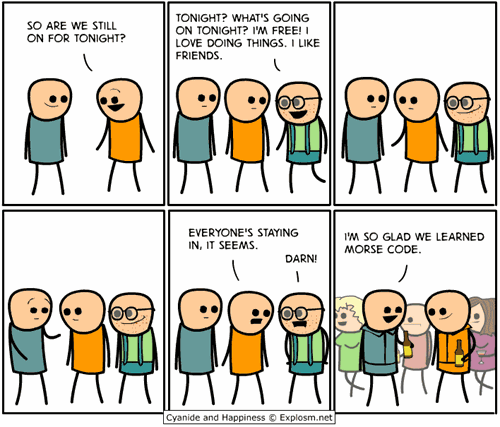 SO ARE WE STILL
ON FOR TONIGHT?
TONIGHT? WHAT'S GOING
ON TONIGHT? I'M FREE! I
LOVE DOING THINGS. I LIKE
FRIENDS.
EVERYONE'S STAYING
IN, IT SEEMS.
DARN!
I'M SO GLAD WE LEARNED
MORSE CODE.
Cyanide and Happiness © Explosm.net